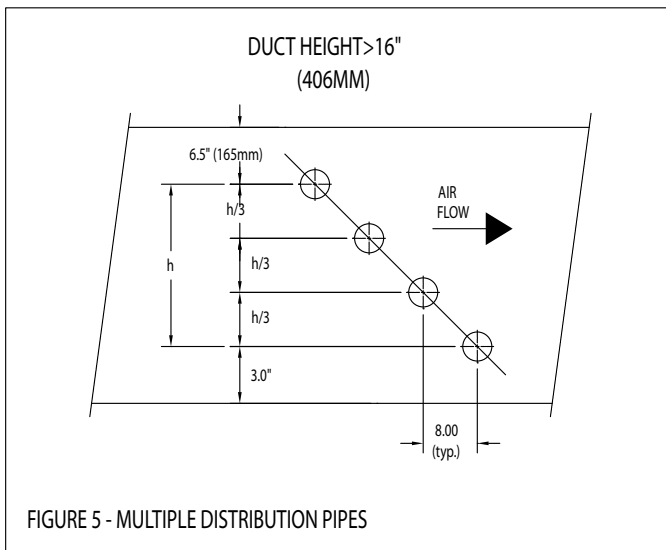 DUCT HEIGHT>16"
(406MM)
6.5" (165mm)
AIR
FLOW
h/3
h
h/3
h/3
3.0"
8.00
(typ.)
FIGURE 5 - MULTIPLE DISTRIBUTION PIPES